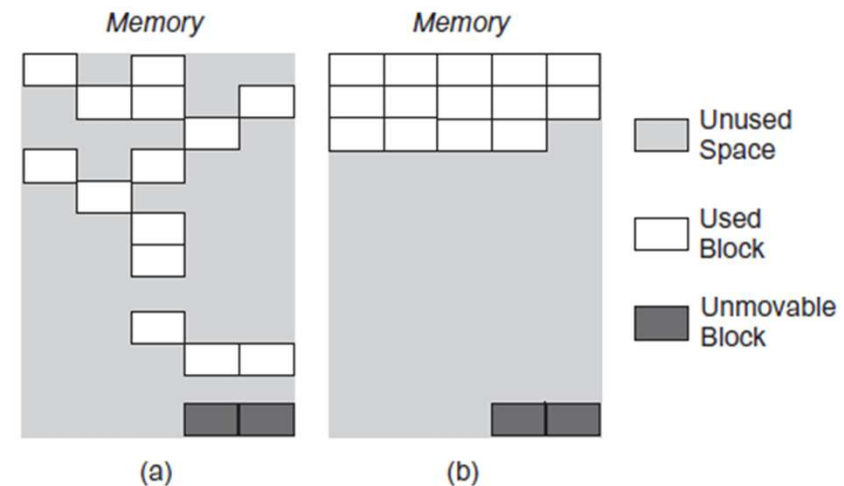 Memory
Memory
Unused
Space
Used
Block
Unmovable
Block
(a)
(b)